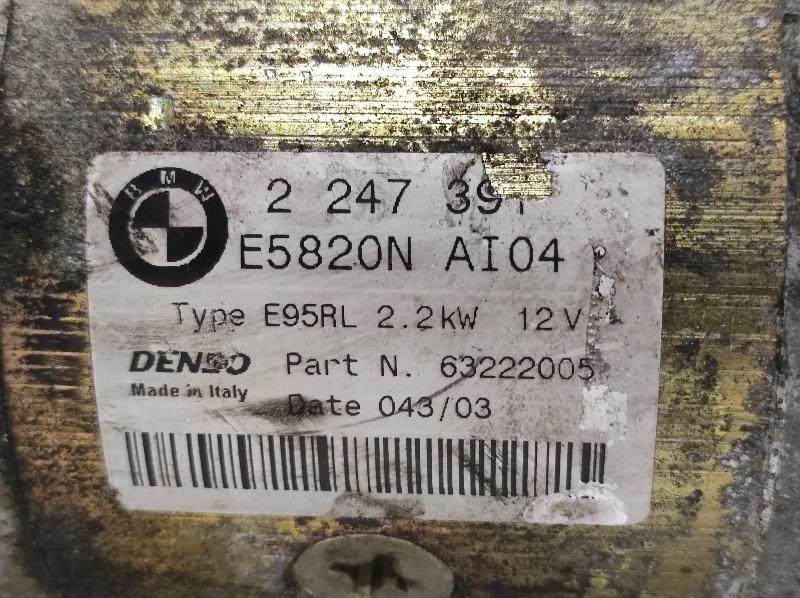 BMW
2 247 391
E5820N AI04
Type E95RL 2.2kW 12V
DENSO Part N. 63222005
Made in Italy
Date 043/03